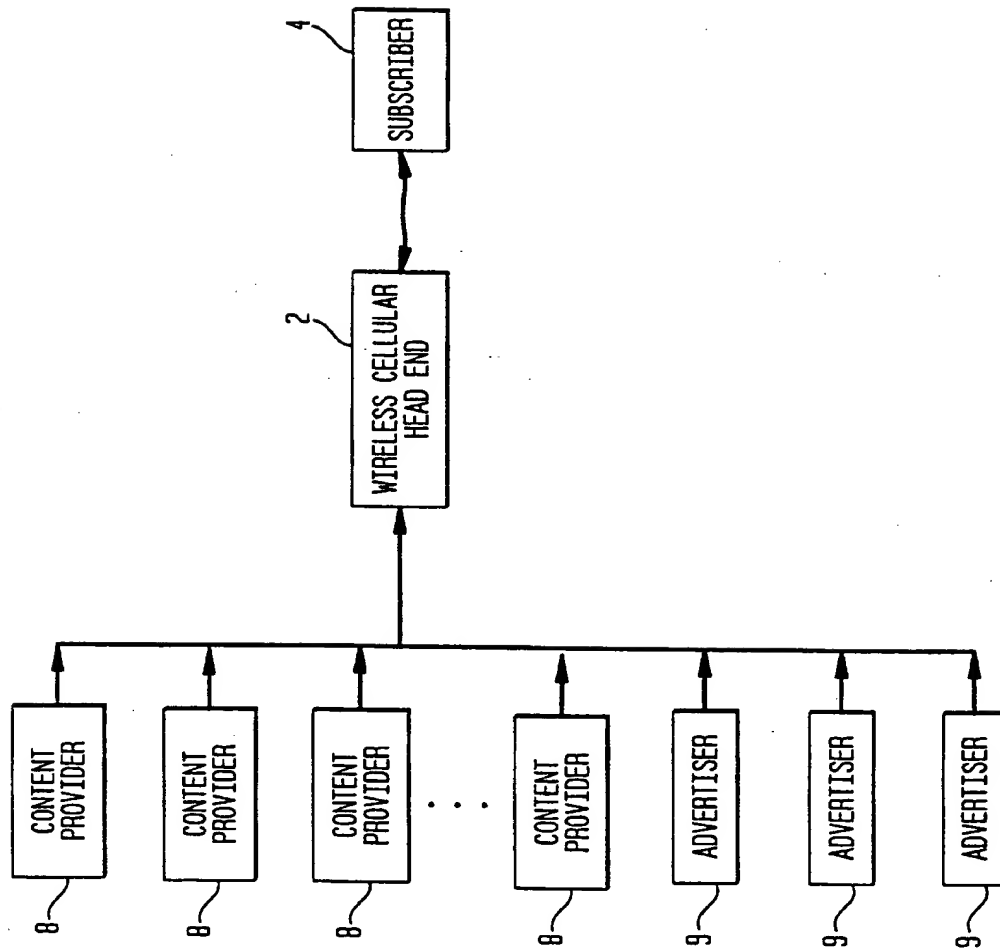 CONTENT
PROVIDER
8
CONTENT
PROVIDER
8
CONTENT
PROVIDER
8
. . .
CONTENT
PROVIDER
8
ADVERTISER
9
ADVERTISER
9
ADVERTISER
9
WIRELESS CELLULAR
HEAD END
2
SUBSCRIBER
4